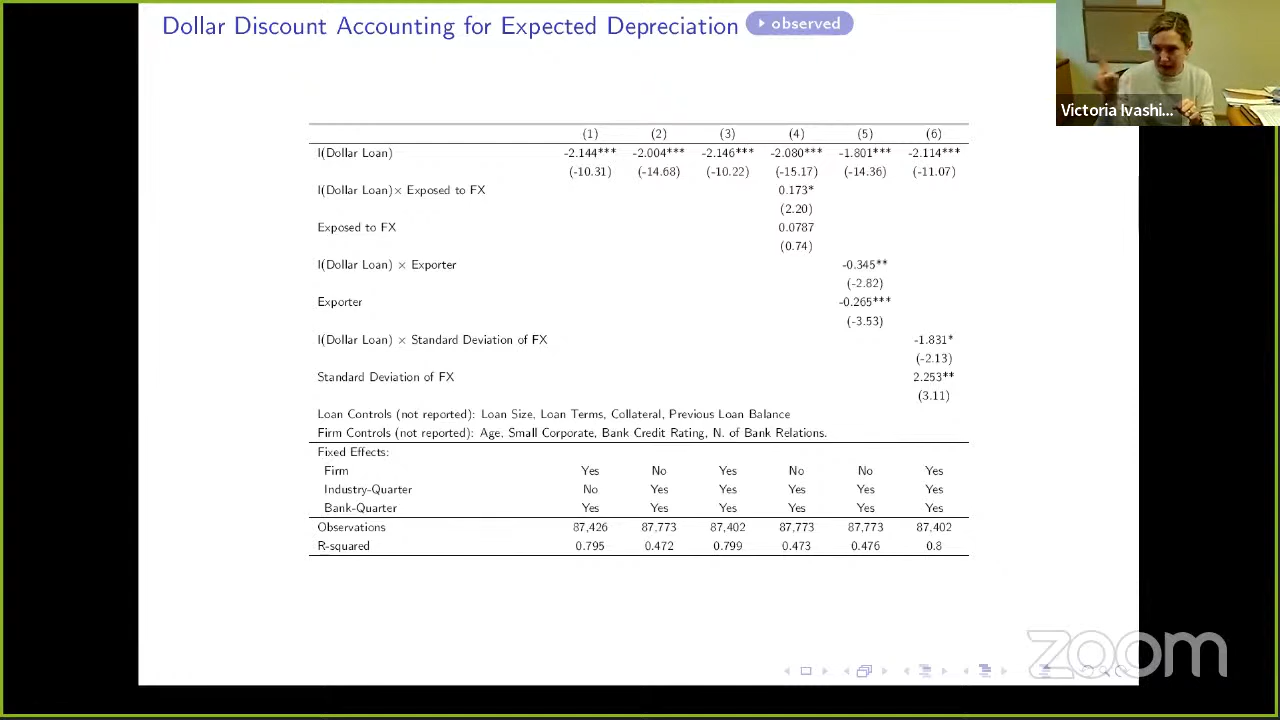 Dollar Discount Accounting for Expected Depreciation observed
Victoria Ivashi...
(1) (2) (3) (4) (5) (6)
I(Dollar Loan) -2.144*** -2.004*** -2.146*** -2.080*** -1.801*** -2.114***
(-10.31) (-14.68) (-10.22) (-15.17) (-14.36) (-11.07)
I(Dollar Loan)× Exposed to FX 0.173*
(2.20)
Exposed to FX 0.0787
(0.74)
I(Dollar Loan) × Exporter -0.345**
(-2.82)
Exporter -0.265***
(-3.53)
I(Dollar Loan) × Standard Deviation of FX -1.831*
(-2.13)
Standard Deviation of FX 2.253**
(3.11)
Loan Controls (not reported): Loan Size, Loan Terms, Collateral, Previous Loan Balance
Firm Controls (not reported): Age, Small Corporate, Bank Credit Rating, N. of Bank Relations.
Fixed Effects:
Firm Yes No Yes No No Yes
Industry-Quarter No Yes Yes Yes Yes Yes
Bank-Quarter Yes Yes Yes Yes Yes Yes
Observations 87,426 87,773 87,402 87,773 87,773 87,402
R-squared 0.795 0.472 0.799 0.473 0.476 0.8
zoom